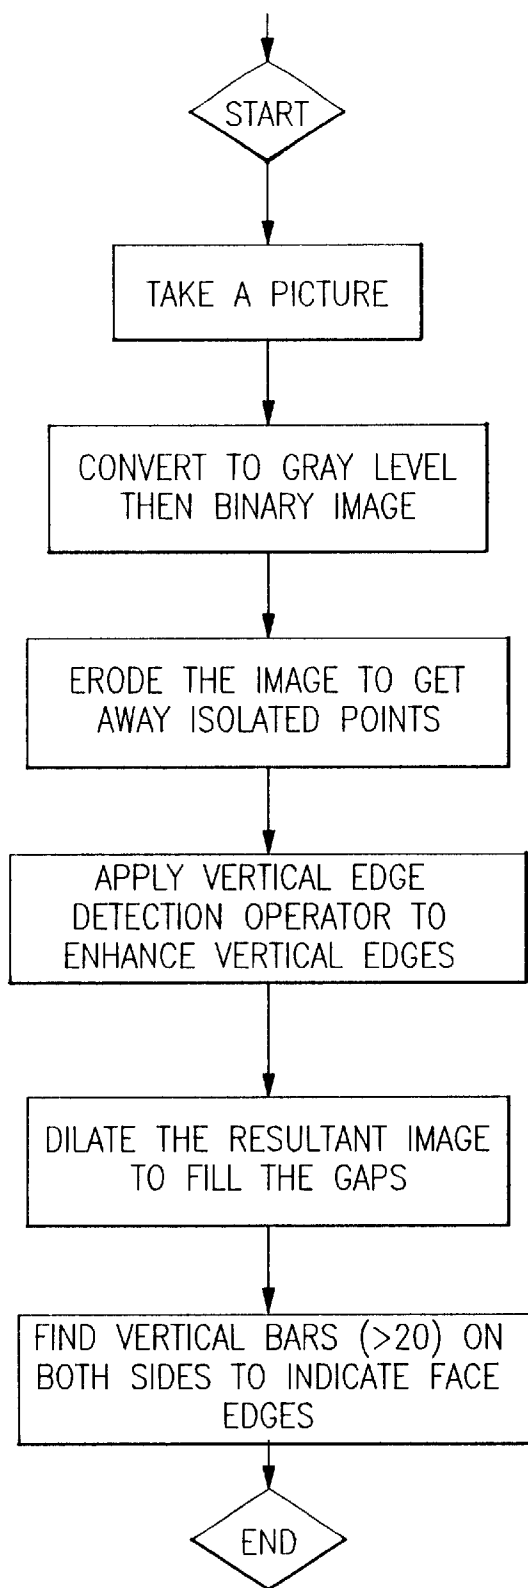 START
TAKE A PICTURE
CONVERT TO GRAY LEVEL
THEN BINARY IMAGE
ERODE THE IMAGE TO GET
AWAY ISOLATED POINTS
APPLY VERTICAL EDGE
DETECTION OPERATOR TO
ENHANCE VERTICAL EDGES
DILATE THE RESULTANT IMAGE
TO FILL THE GAPS
FIND VERTICAL BARS (>20) ON
BOTH SIDES TO INDICATE FACE
EDGES
END